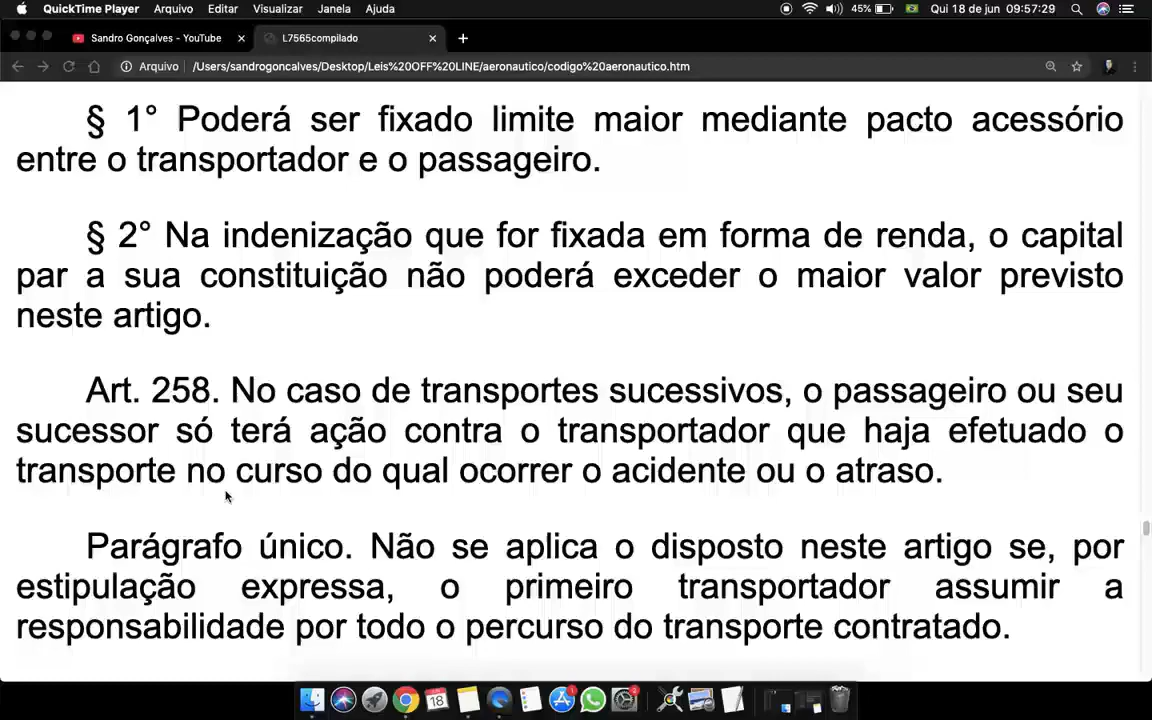 QuickTime Player Arquivo Editar Visualizar Janela Ajuda 45% Qui 18 de jun 09:57:29
Sandro Gonçalves - YouTube L7565compilado
Arquivo /Users/sandrogoncalves/Desktop/Leis%20OFF%20LINE/aeronautico/codigo%20aeronautico.htm
§ 1° Poderá ser fixado limite maior mediante pacto acessório
entre o transportador e o passageiro.
§ 2° Na indenização que for fixada em forma de renda, o capital
par a sua constituição não poderá exceder o maior valor previsto
neste artigo.
Art. 258. No caso de transportes sucessivos, o passageiro ou seu
sucessor só terá ação contra o transportador que haja efetuado o
transporte no curso do qual ocorrer o acidente ou o atraso.
Parágrafo único. Não se aplica o disposto neste artigo se, por
estipulação expressa, o primeiro transportador assumir a
responsabilidade por todo o percurso do transporte contratado.
18